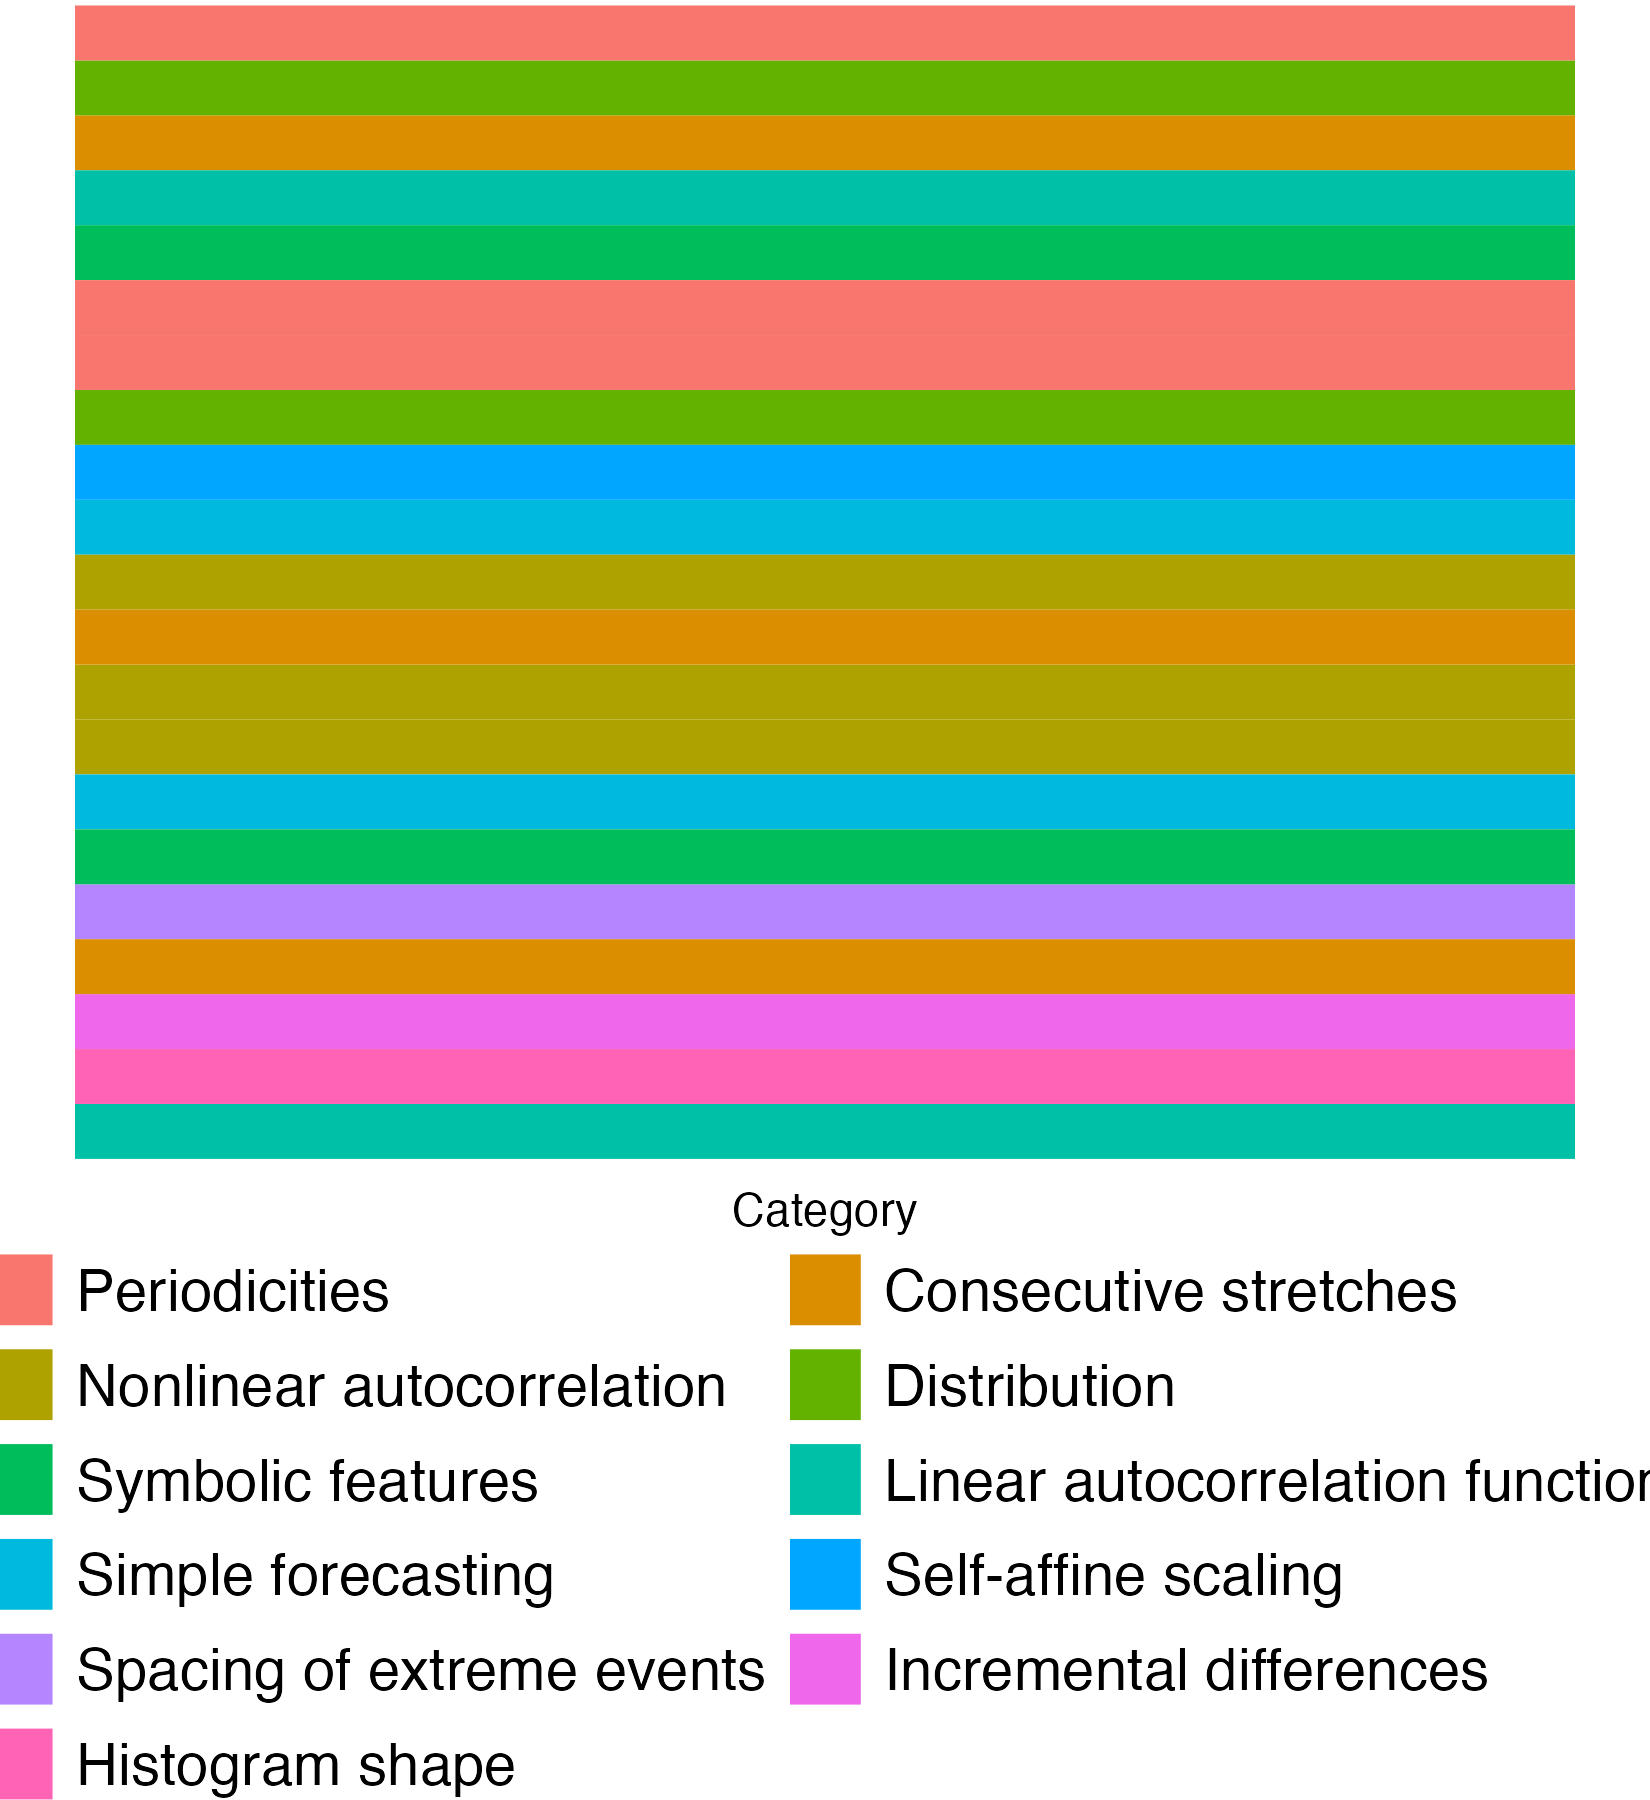 Category
Periodicities
Consecutive stretches
Nonlinear autocorrelation
Distribution
Symbolic features
Linear autocorrelation function
Simple forecasting
Self-affine scaling
Spacing of extreme events
Incremental differences
Histogram shape